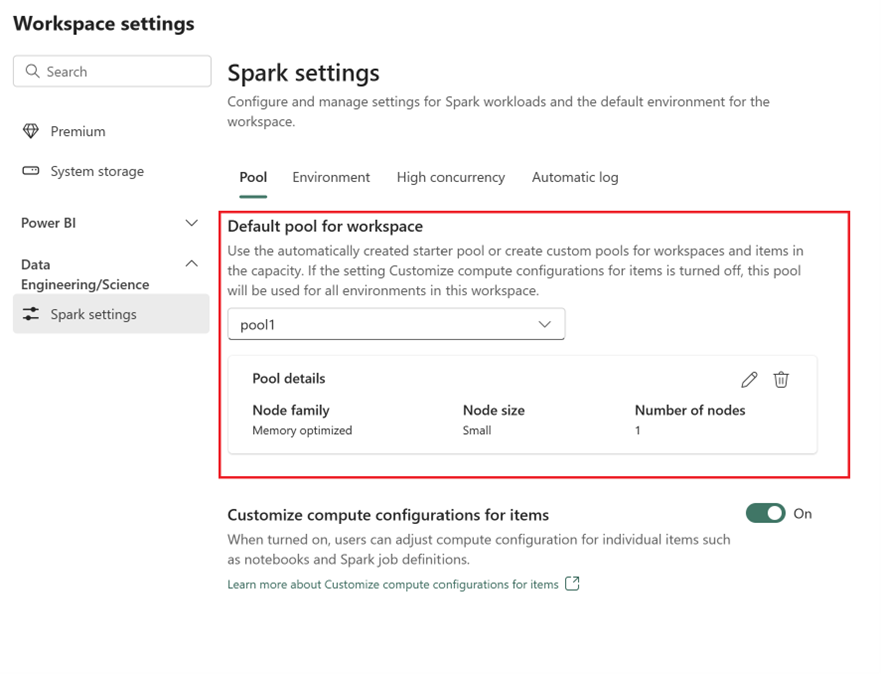 Workspace settings
Search
Premium
System storage
Power BI
Data
Engineering/Science
Spark settings
Spark settings
Configure and manage settings for Spark workloads and the default environment for the
workspace.
Pool Environment High concurrency Automatic log
Default pool for workspace
Use the automatically created starter pool or create custom pools for workspaces and items in
the capacity. If the setting Customize compute configurations for items is turned off, this pool
will be used for all environments in this workspace.
pool1
Pool details
Node family Node size Number of nodes
Memory optimized Small 1
Customize compute configurations for items
On
When turned on, users can adjust compute configuration for individual items such
as notebooks and Spark job definitions.
Learn more about Customize compute configurations for items